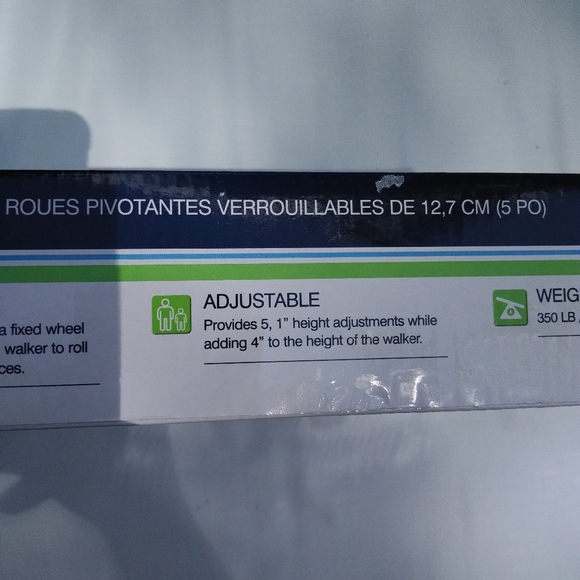 ROUES PIVOTANTES VERROUILLABLES DE 12,7 CM (5 PO)
a fixed wheel
walker to roll
ces.
ADJUSTABLE
Provides 5, 1" height adjustments while
adding 4" to the height of the walker.
WEIG
350 LB